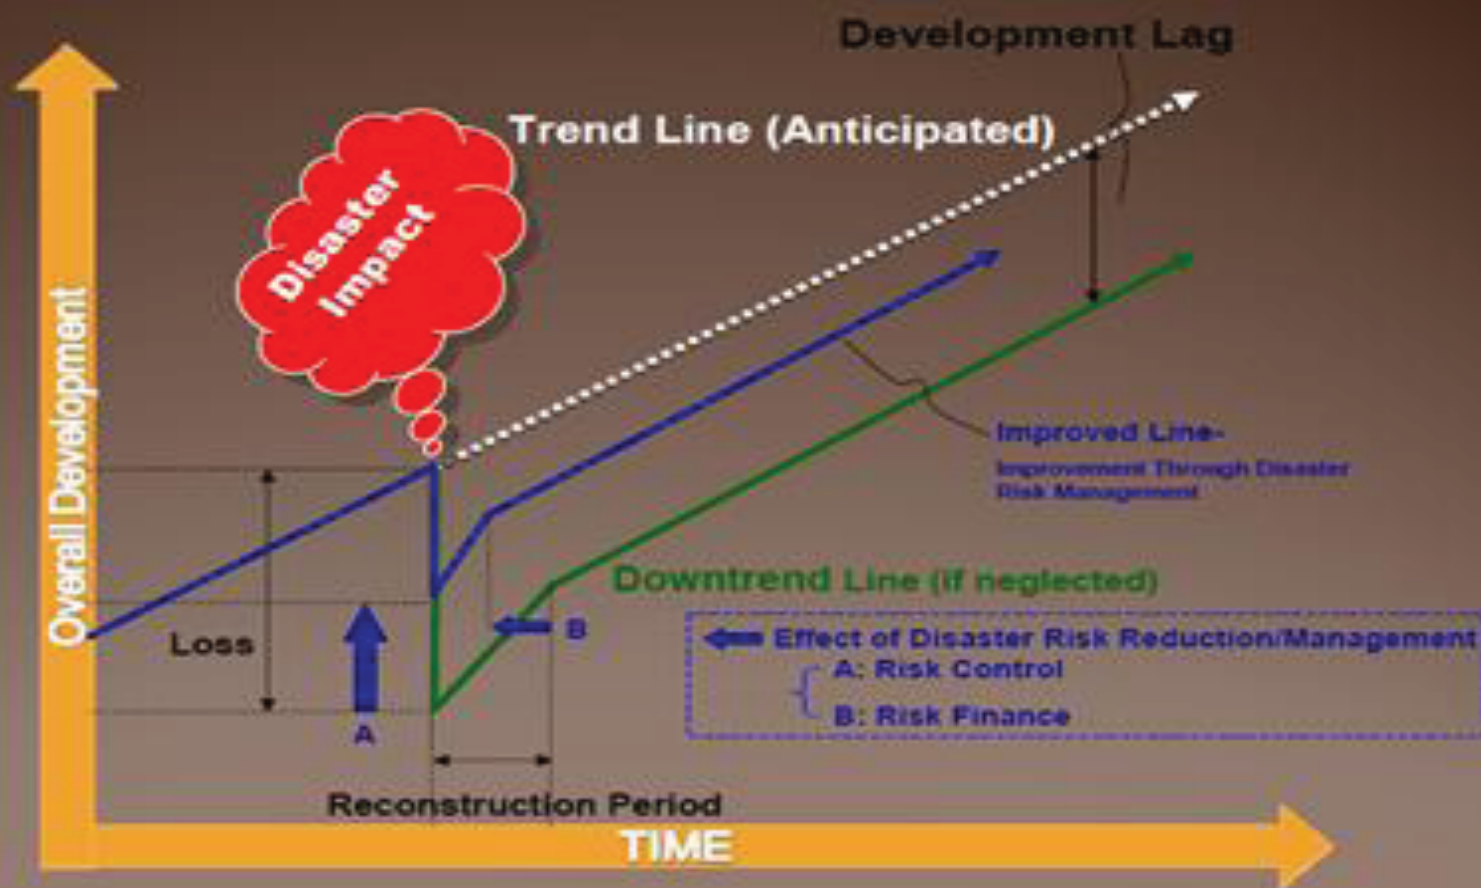 Development Lag
Trend Line (Anticipated)
Disaster
Impact
Overall Development
Improved Line-
Improvement Through Disaster
Risk Management
Downtrend Line (if neglected)
Loss
A
B
Effect of Disaster Risk Reduction/Management
A: Risk Control
B: Risk Finance
Reconstruction Period
TIME